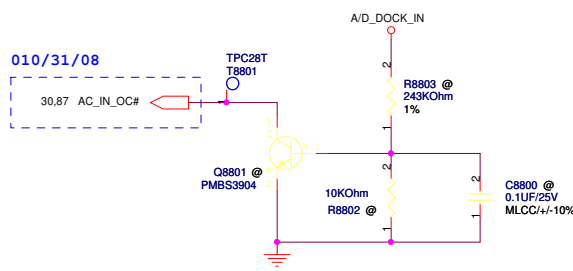 A/D_DOCK_IN
010/31/08
TPC28T
T8801
30,87 AC_IN_OC#
1
2
R8803 @
243KOhm
1%
1
Q8801 @
PMBS3904
2
10KOhm
R8802 @
1
2
C8800 @
0.1UF/25V
MLCC/+/-10%
1